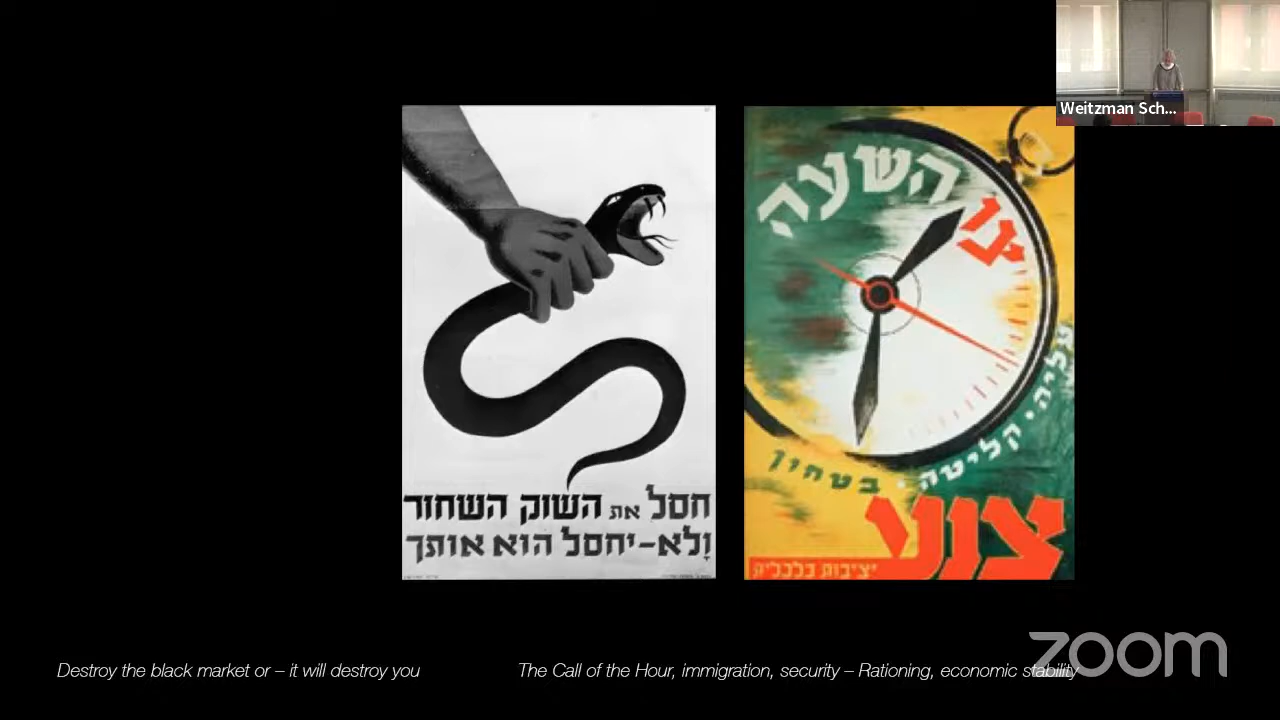 Weitzman Sch...
חסל את השוק השחור
וָלא-יחסל הוא אותך
צו השעה
עליה · קליטה · בטחון
צנע
יציבות כלכלית
Destroy the black market or – it will destroy you
The Call of the Hour, immigration, security – Rationing, economic stability
zoom